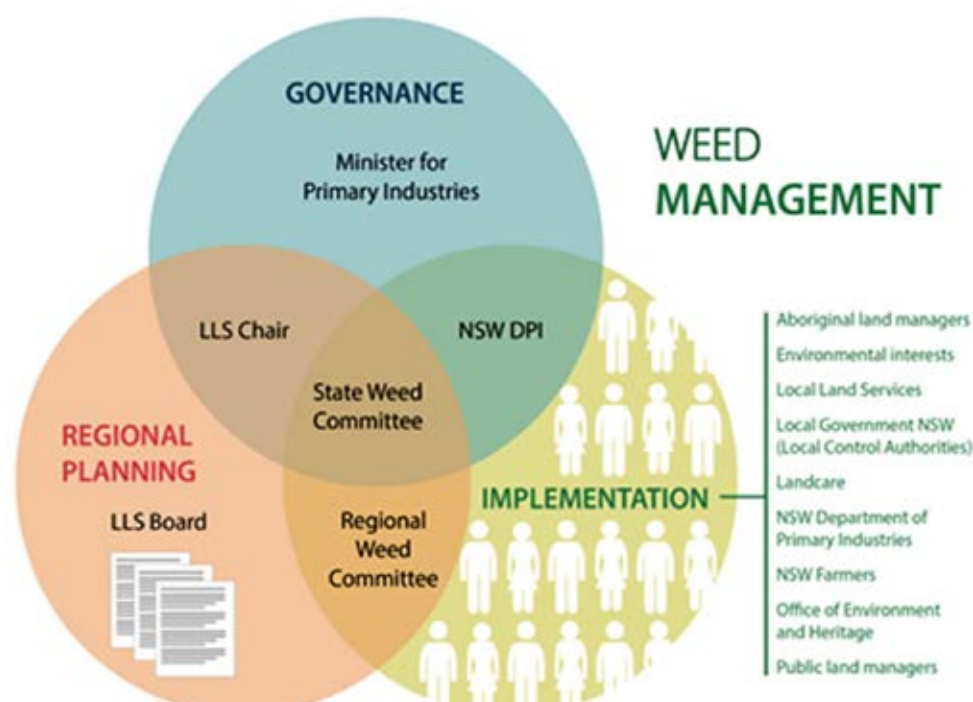 GOVERNANCE
Minister for
Primary Industries
WEED
MANAGEMENT
LLS Chair
NSW DPI
State Weed
Committee
REGIONAL
PLANNING
LLS Board
Regional
Weed
Committee
IMPLEMENTATION
Aboriginal land managers
Environmental interests
Local Land Services
Local Government NSW
(Local Control Authorities)
Landcare
NSW Department of
Primary Industries
NSW Farmers
Office of Environment
and Heritage
Public land managers